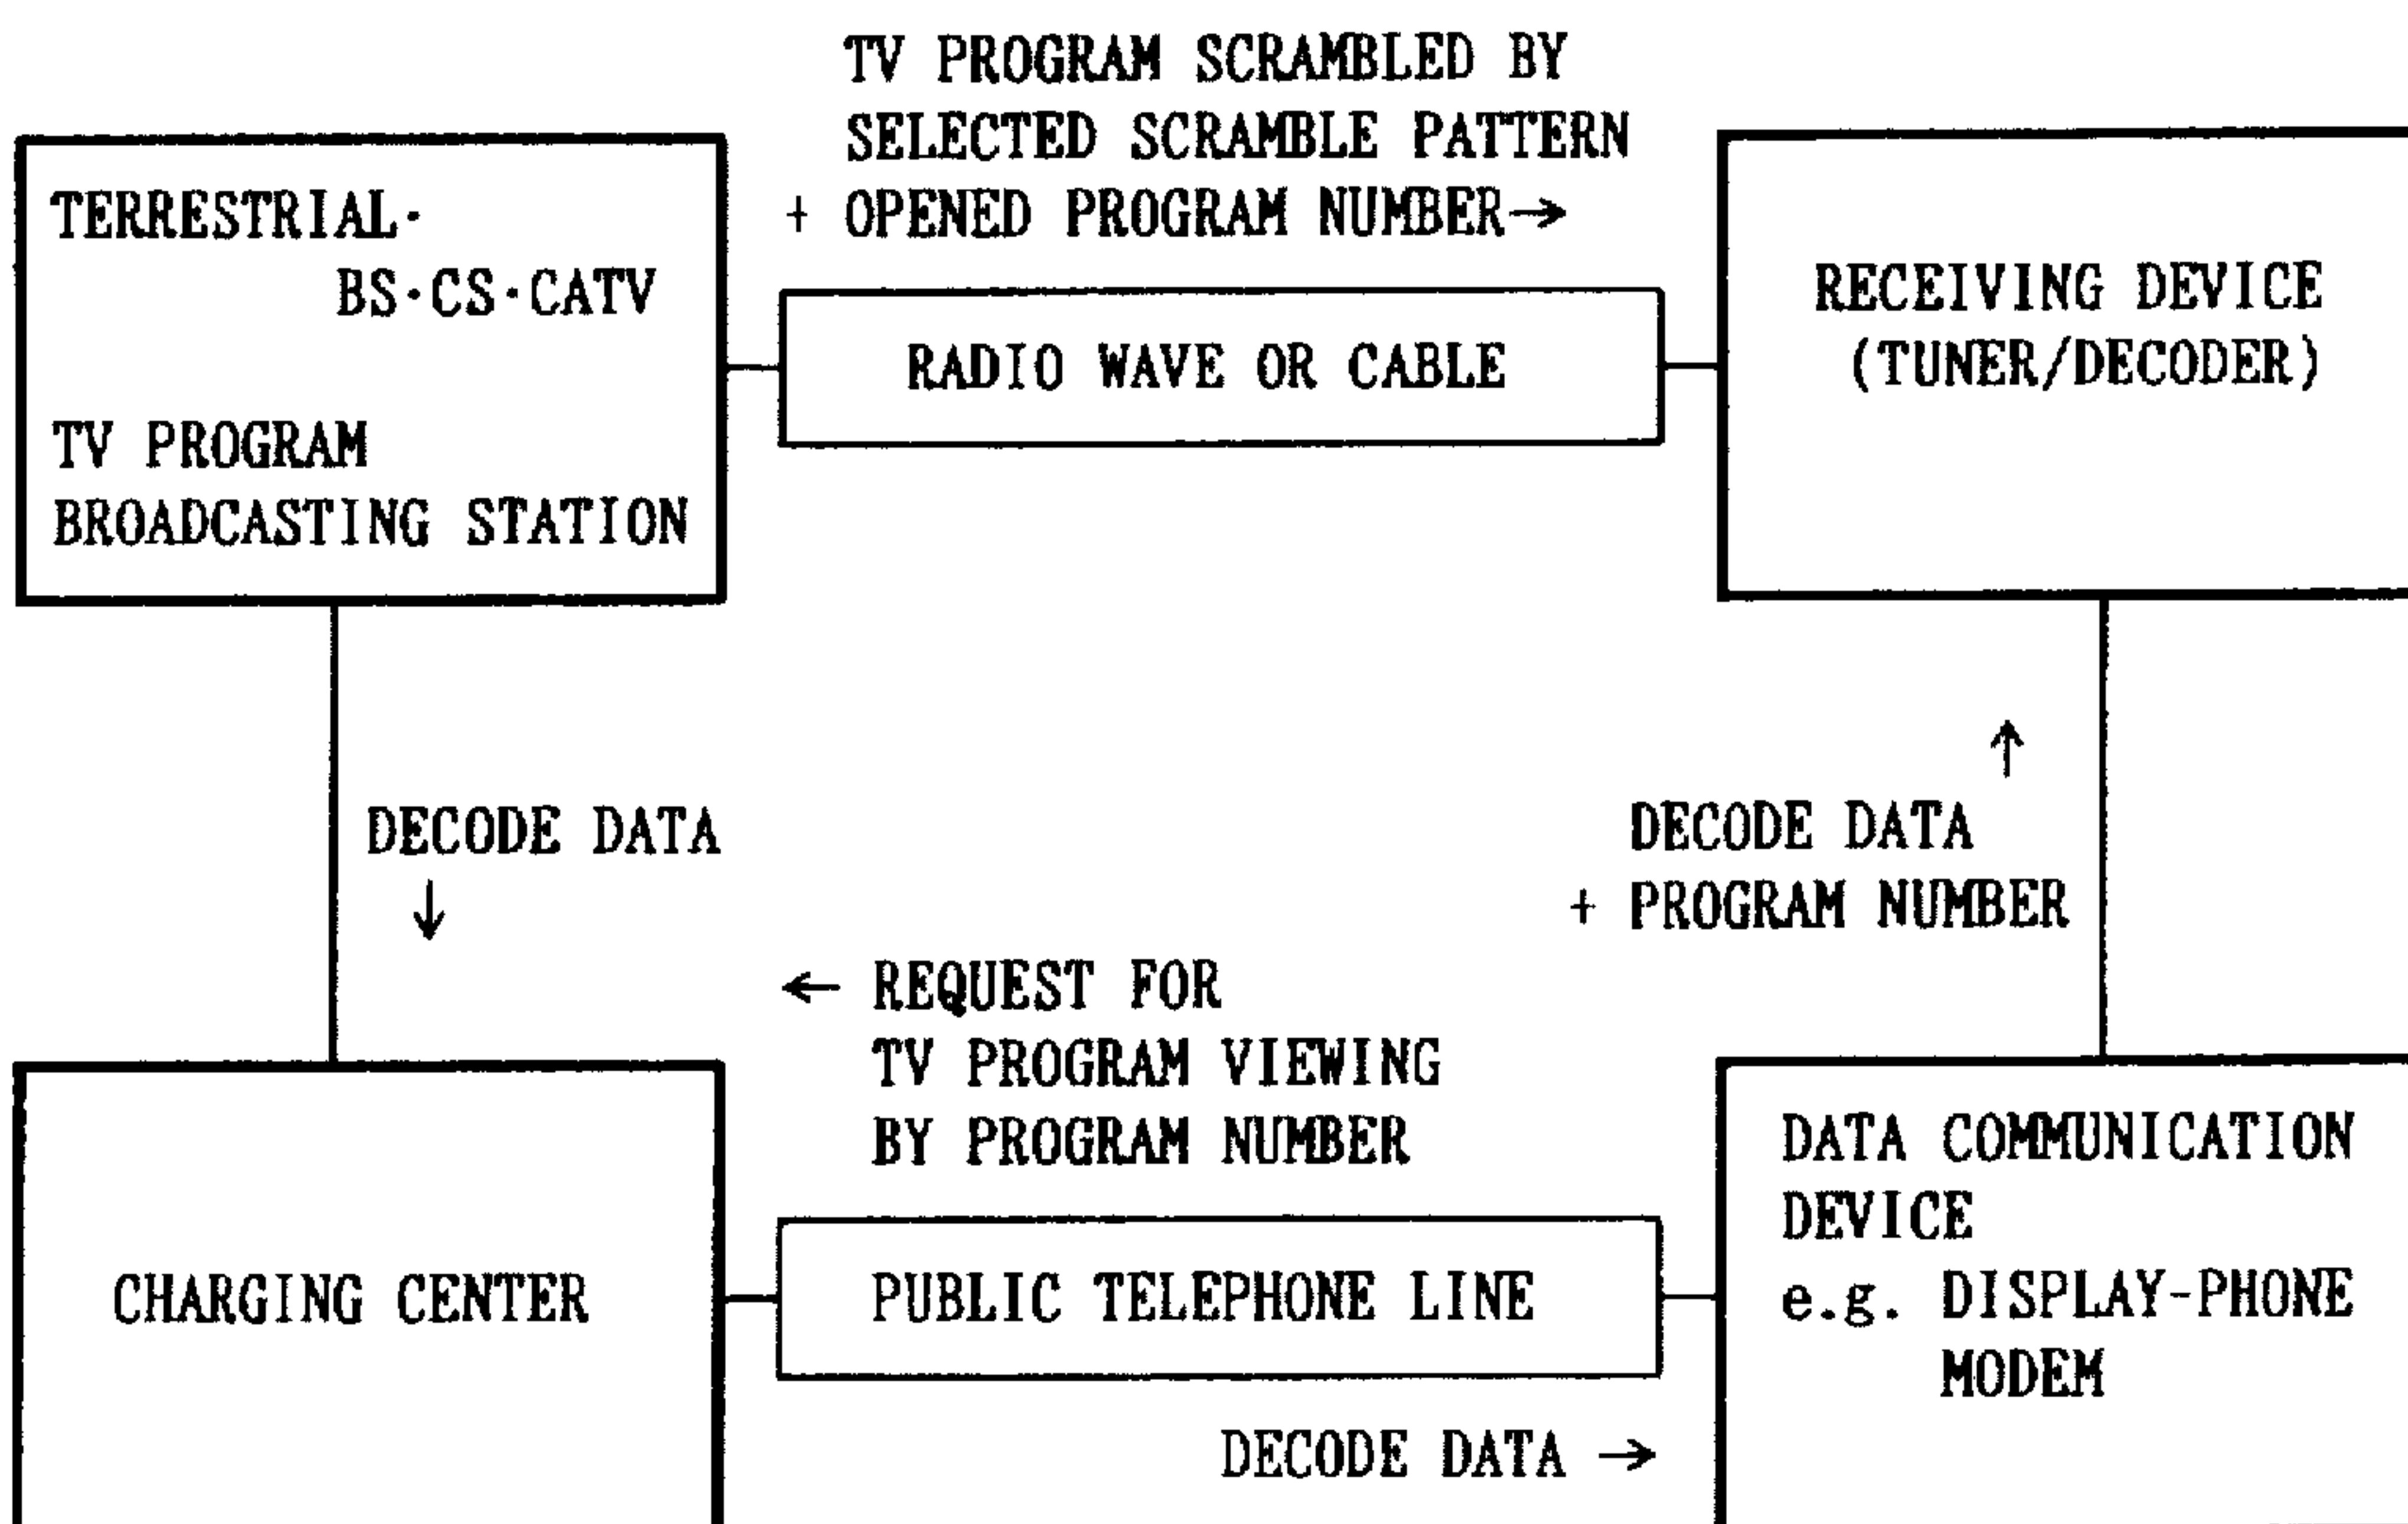 TV PROGRAM SCRAMBLED BY
SELECTED SCRAMBLE PATTERN
+ OPENED PROGRAM NUMBER→
TERRESTRIAL·
BS·CS·CATV
TV PROGRAM
BROADCASTING STATION
RADIO WAVE OR CABLE
RECEIVING DEVICE
(TUNER/DECODER)
DECODE DATA
↓
↑
DECODE DATA
+ PROGRAM NUMBER
← REQUEST FOR
TV PROGRAM VIEWING
BY PROGRAM NUMBER
CHARGING CENTER
PUBLIC TELEPHONE LINE
DATA COMMUNICATION
DEVICE
e.g. DISPLAY-PHONE
MODEM
DECODE DATA →